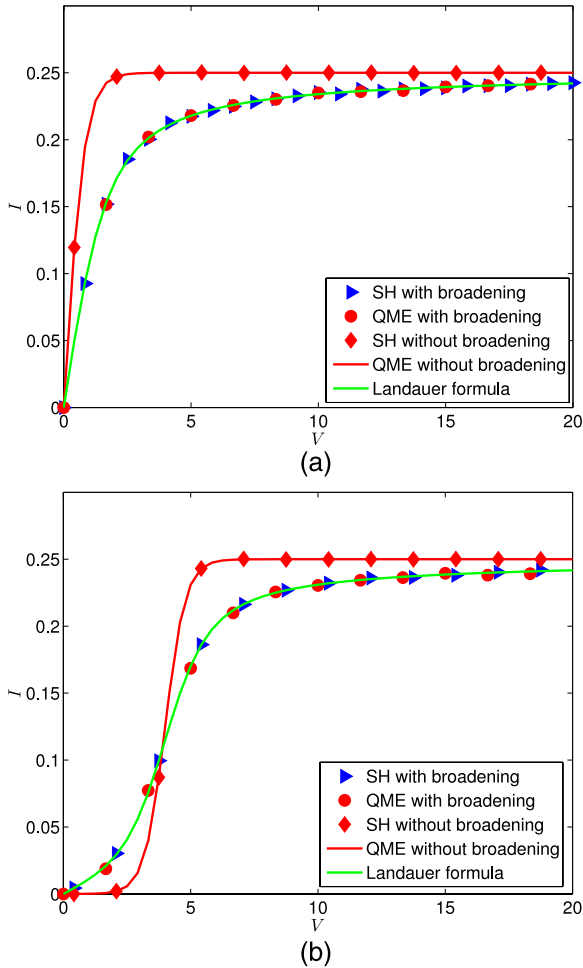 0.25
0.2
0.15
0.1
0.05
0
I
0 5 10 15 20
V
SH with broadening
QME with broadening
SH without broadening
QME without broadening
Landauer formula
(a)
0.25
0.2
0.15
0.1
0.05
0
I
0 5 10 15 20
V
SH with broadening
QME with broadening
SH without broadening
QME without broadening
Landauer formula
(b)